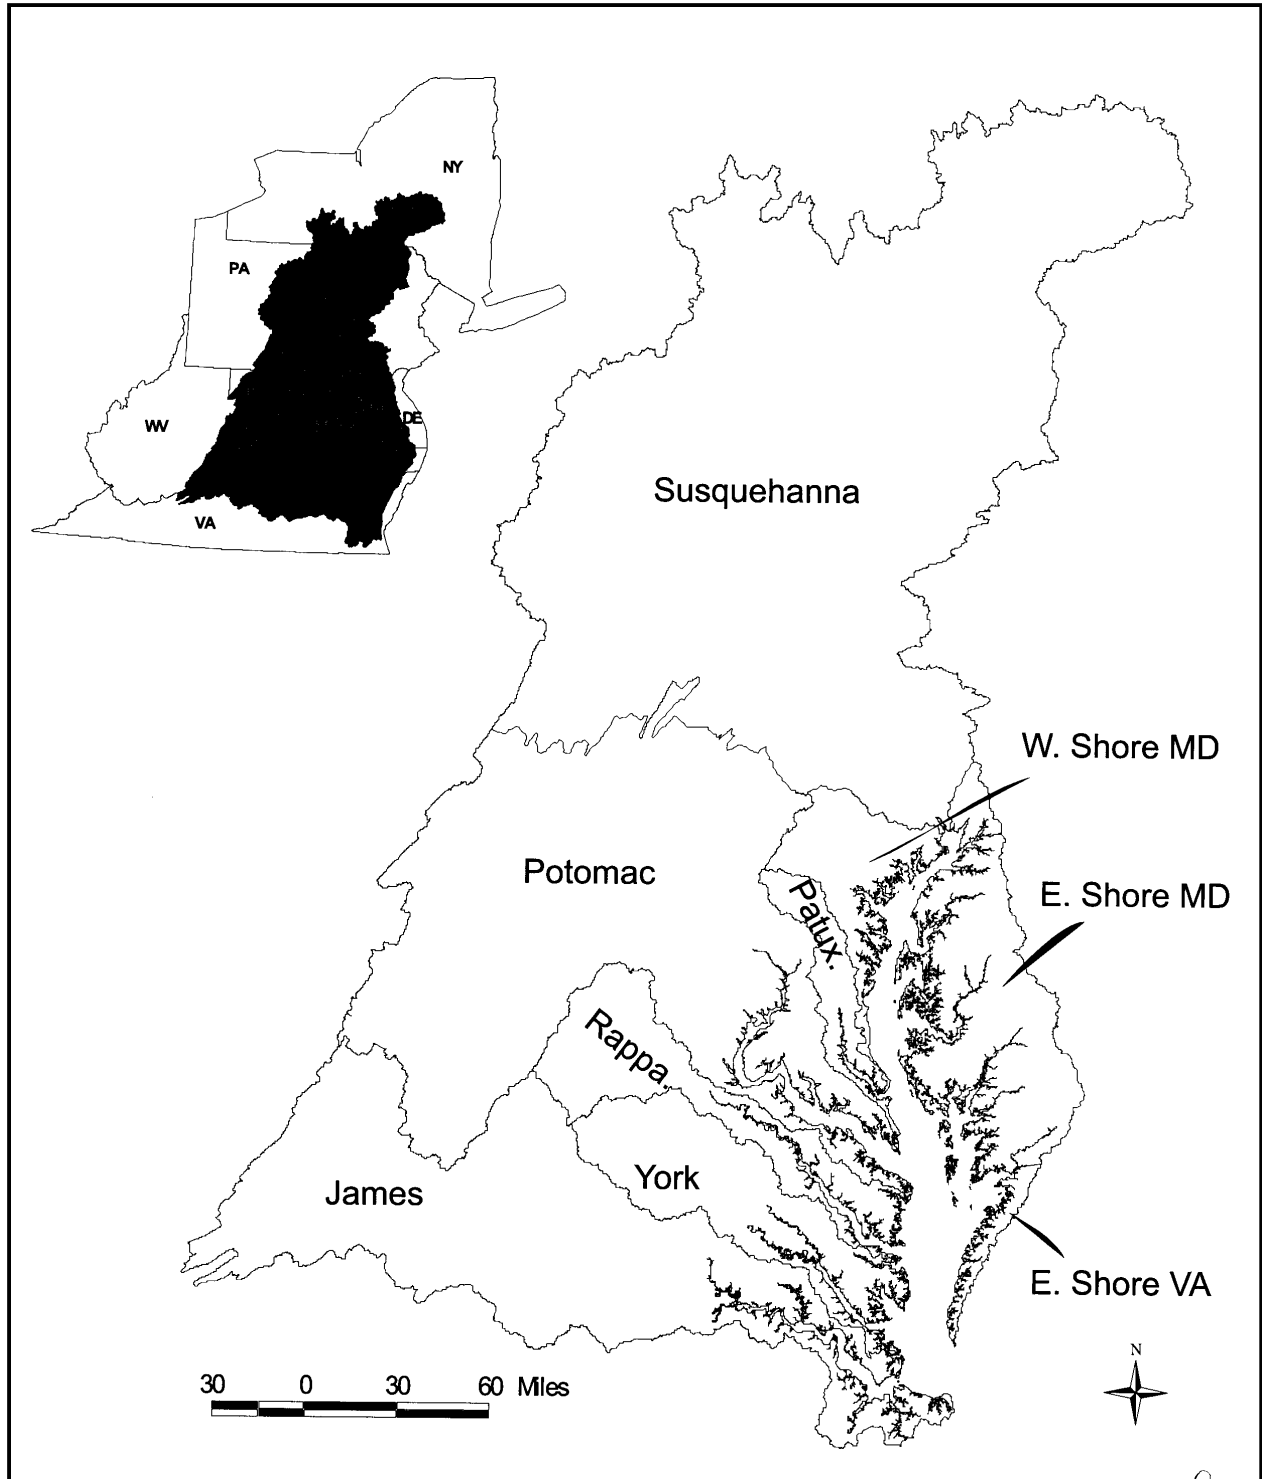 NY
PA
WV
DE
VA
Susquehanna
W. Shore MD
Potomac
Patux.
E. Shore MD
Rappa.
York
James
E. Shore VA
N
30 0 30 60 Miles